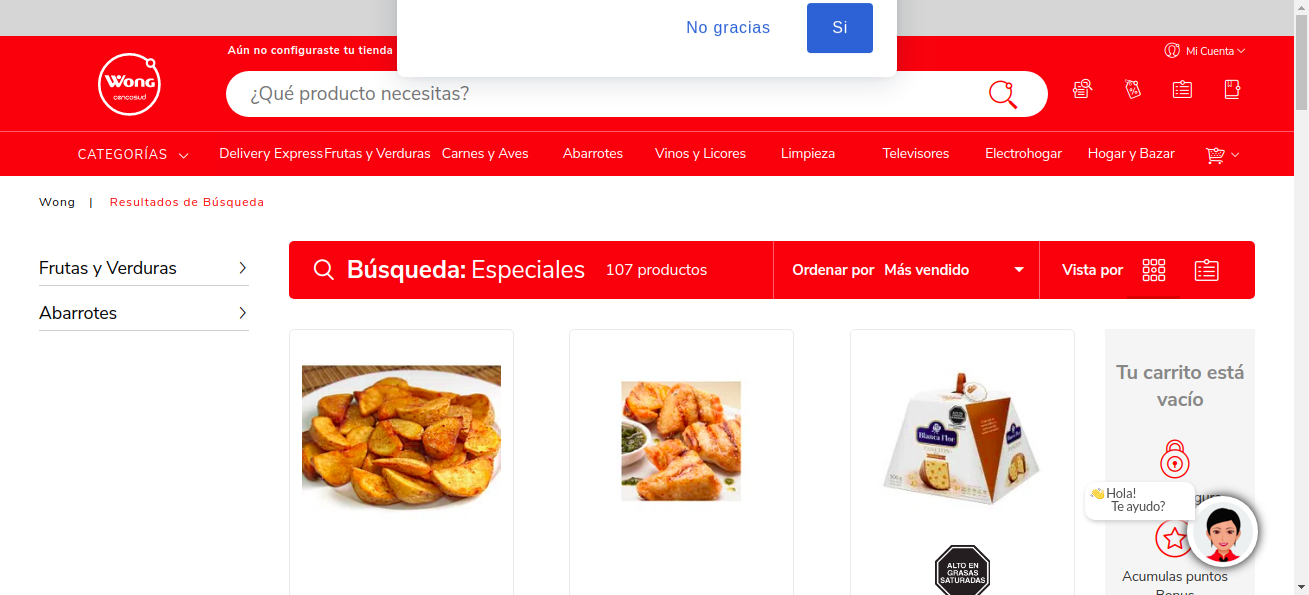 No gracias
Si
Aún no configuraste tu tienda
Mi Cuenta
Wong
cencosud
¿Qué producto necesitas?
CATEGORÍAS
Delivery Express
Frutas y Verduras
Carnes y Aves
Abarrotes
Vinos y Licores
Limpieza
Televisores
Electrohogar
Hogar y Bazar
Wong | Resultados de Búsqueda
Frutas y Verduras
Abarrotes
Búsqueda: Especiales
107 productos
Ordenar por Más vendido
Vista por
Blanca Flor
PANETÓN
ALTO EN
GRASAS
SATURADAS
Tu carrito está
vacío
Hola!
Te ayudo?
Acumulas puntos
Bonus